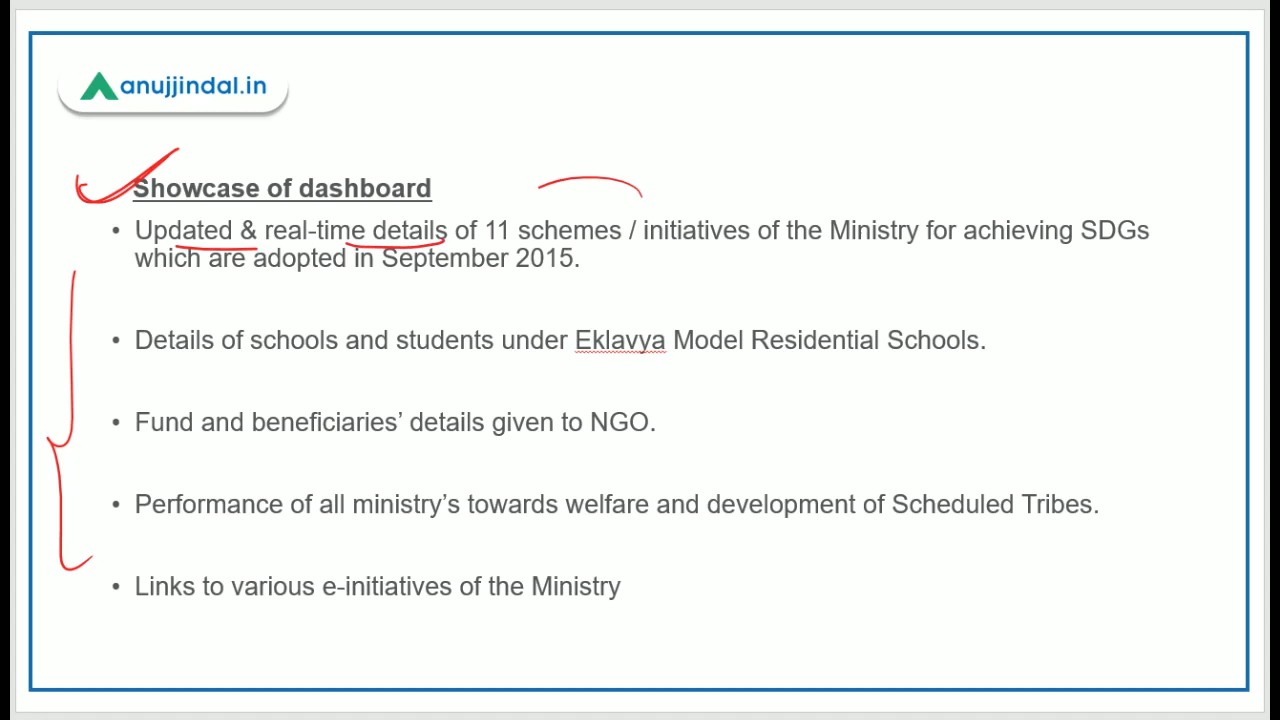 anujjindal.in
Showcase of dashboard
• Updated & real-time details of 11 schemes / initiatives of the Ministry for achieving SDGs
which are adopted in September 2015.
• Details of schools and students under Eklavya Model Residential Schools.
• Fund and beneficiaries’ details given to NGO.
• Performance of all ministry’s towards welfare and development of Scheduled Tribes.
• Links to various e-initiatives of the Ministry